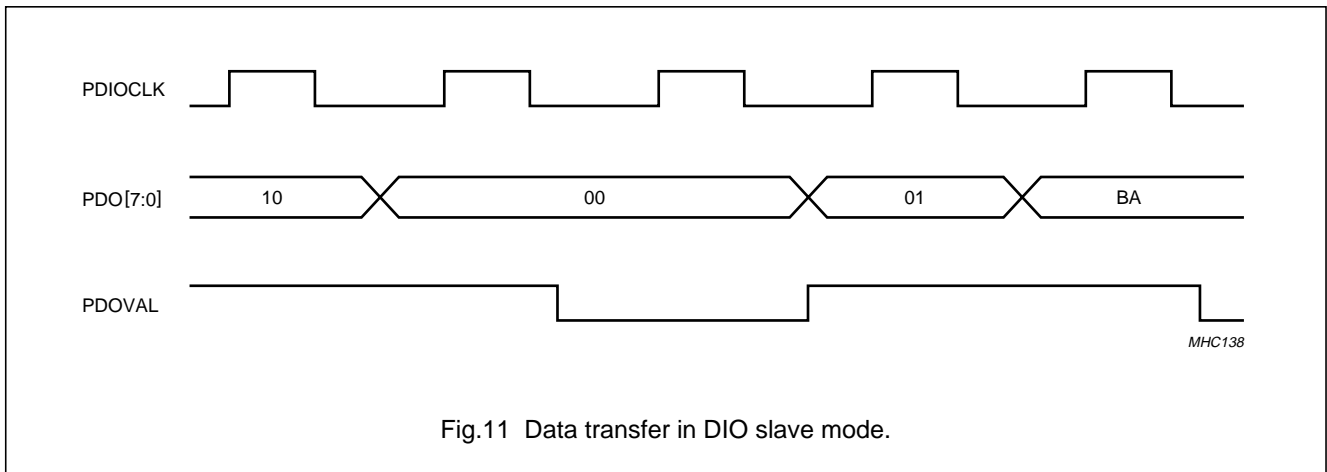 PDIOCLK
PDO[7:0] 10 00 01 BA
PDOVAL
MHC138
Fig.11 Data transfer in DIO slave mode.